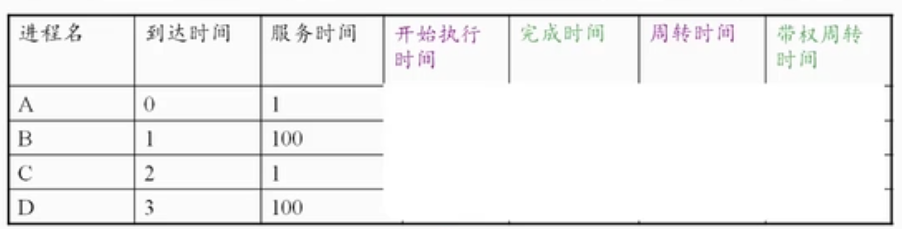 进程名 到达时间 服务时间 开始执行时间 完成时间 周转时间 带权周转时间
A 0 1
B 1 100
C 2 1
D 3 100